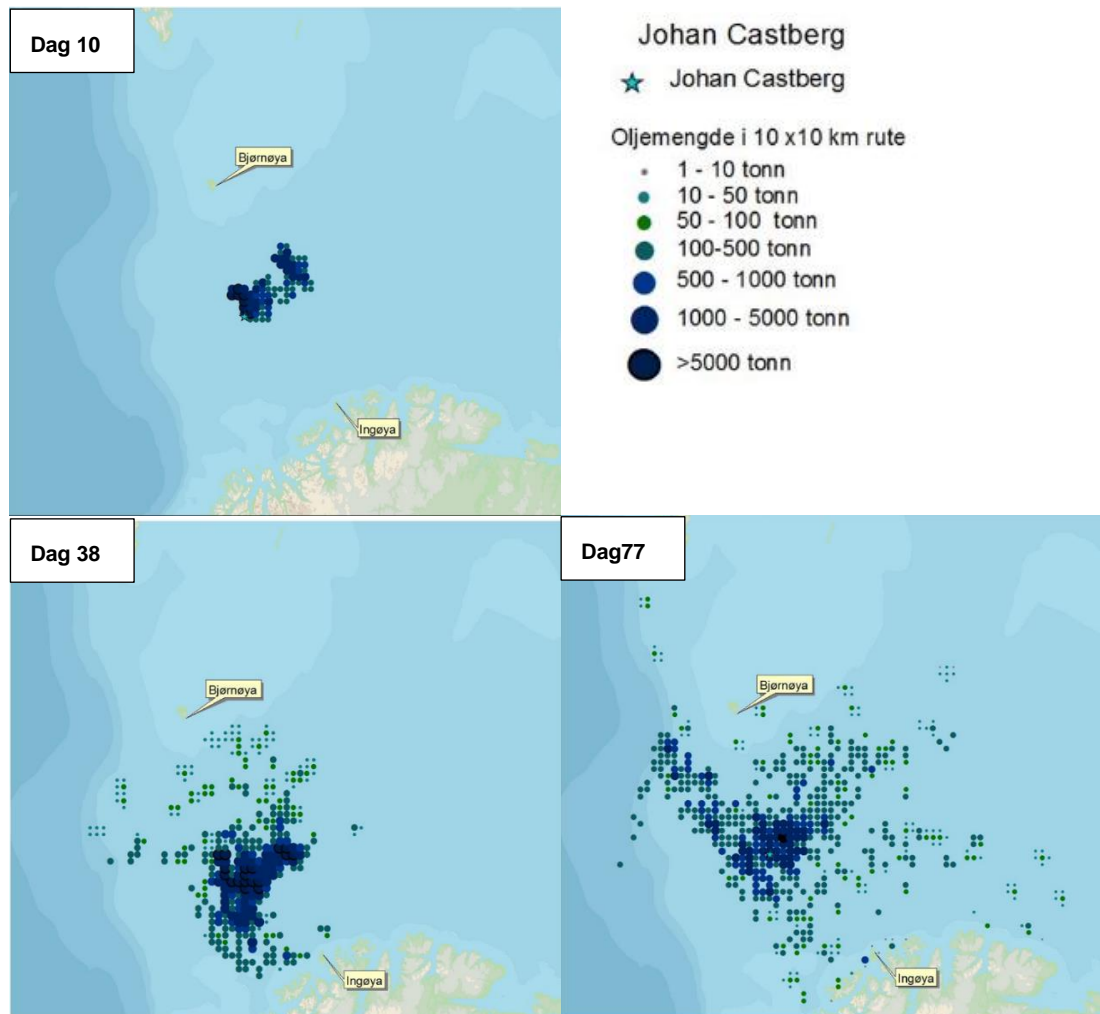 Dag 10
Bjørnøya
Ingøya
Johan Castberg
Johan Castberg
Oljemengde i 10 x10 km rute
1 - 10 tonn
10 - 50 tonn
50 - 100 tonn
100-500 tonn
500 - 1000 tonn
1000 - 5000 tonn
>5000 tonn
Dag 38
Bjørnøya
Ingøya
Dag77
Bjørnøya
Ingøya